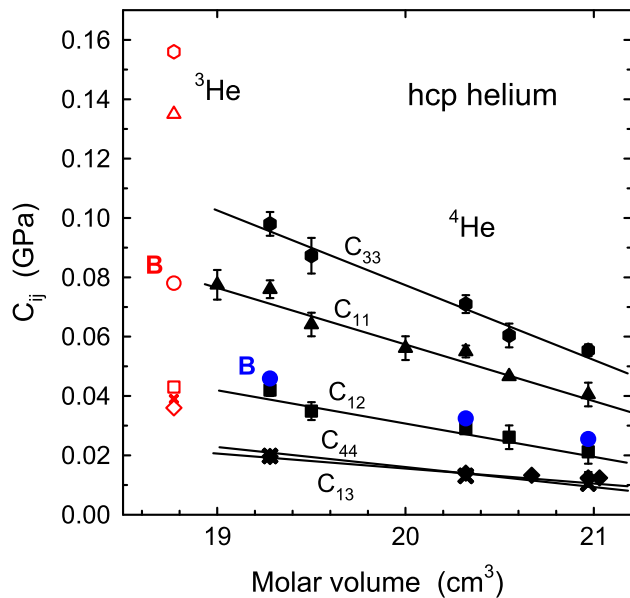 0.16
0.14
0.12
0.10
0.08
0.06
0.04
0.02
0.00
C_ij (GPa)
³He
hcp helium
⁴He
B
B
C₃₃
C₁₁
C₁₂
C₄₄
C₁₃
19
20
21
Molar volume (cm³)